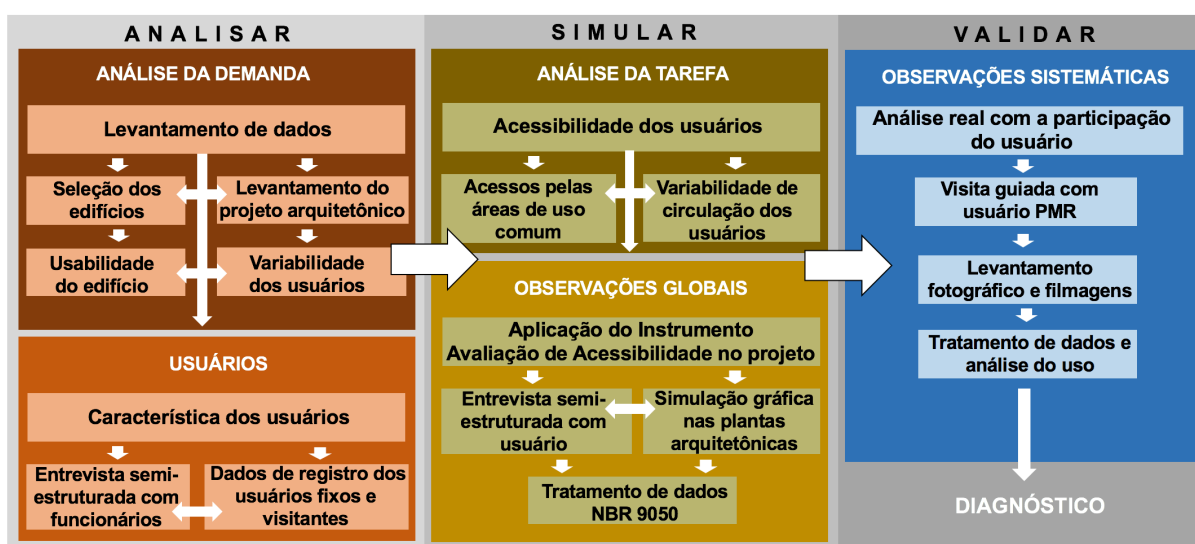 ANALISAR
ANÁLISE DA DEMANDA
Levantamento de dados
Seleção dos
edifícios
Levantamento do
projeto arquitetônico
Usabilidade
do edifício
Variabilidade
dos usuários
USUÁRIOS
Característica dos usuários
Entrevista semi-
estruturada com
funcionários
Dados de registro dos
usuários fixos e
visitantes
SIMULAR
ANÁLISE DA TAREFA
Acessibilidade dos usuários
Acessos pelas
áreas de uso
comum
Variabilidade de
circulação dos
usuários
OBSERVAÇÕES GLOBAIS
Aplicação do Instrumento
Avaliação de Acessibilidade no projeto
Entrevista semi-
estruturada com
usuário
Simulação gráfica
nas plantas
arquitetônicas
Tratamento de dados
NBR 9050
VALIDAR
OBSERVAÇÕES SISTEMÁTICAS
Análise real com a participação
do usuário
Visita guiada com
usuário PMR
Levantamento
fotográfico e filmagens
Tratamento de dados e
análise do uso
DIAGNÓSTICO